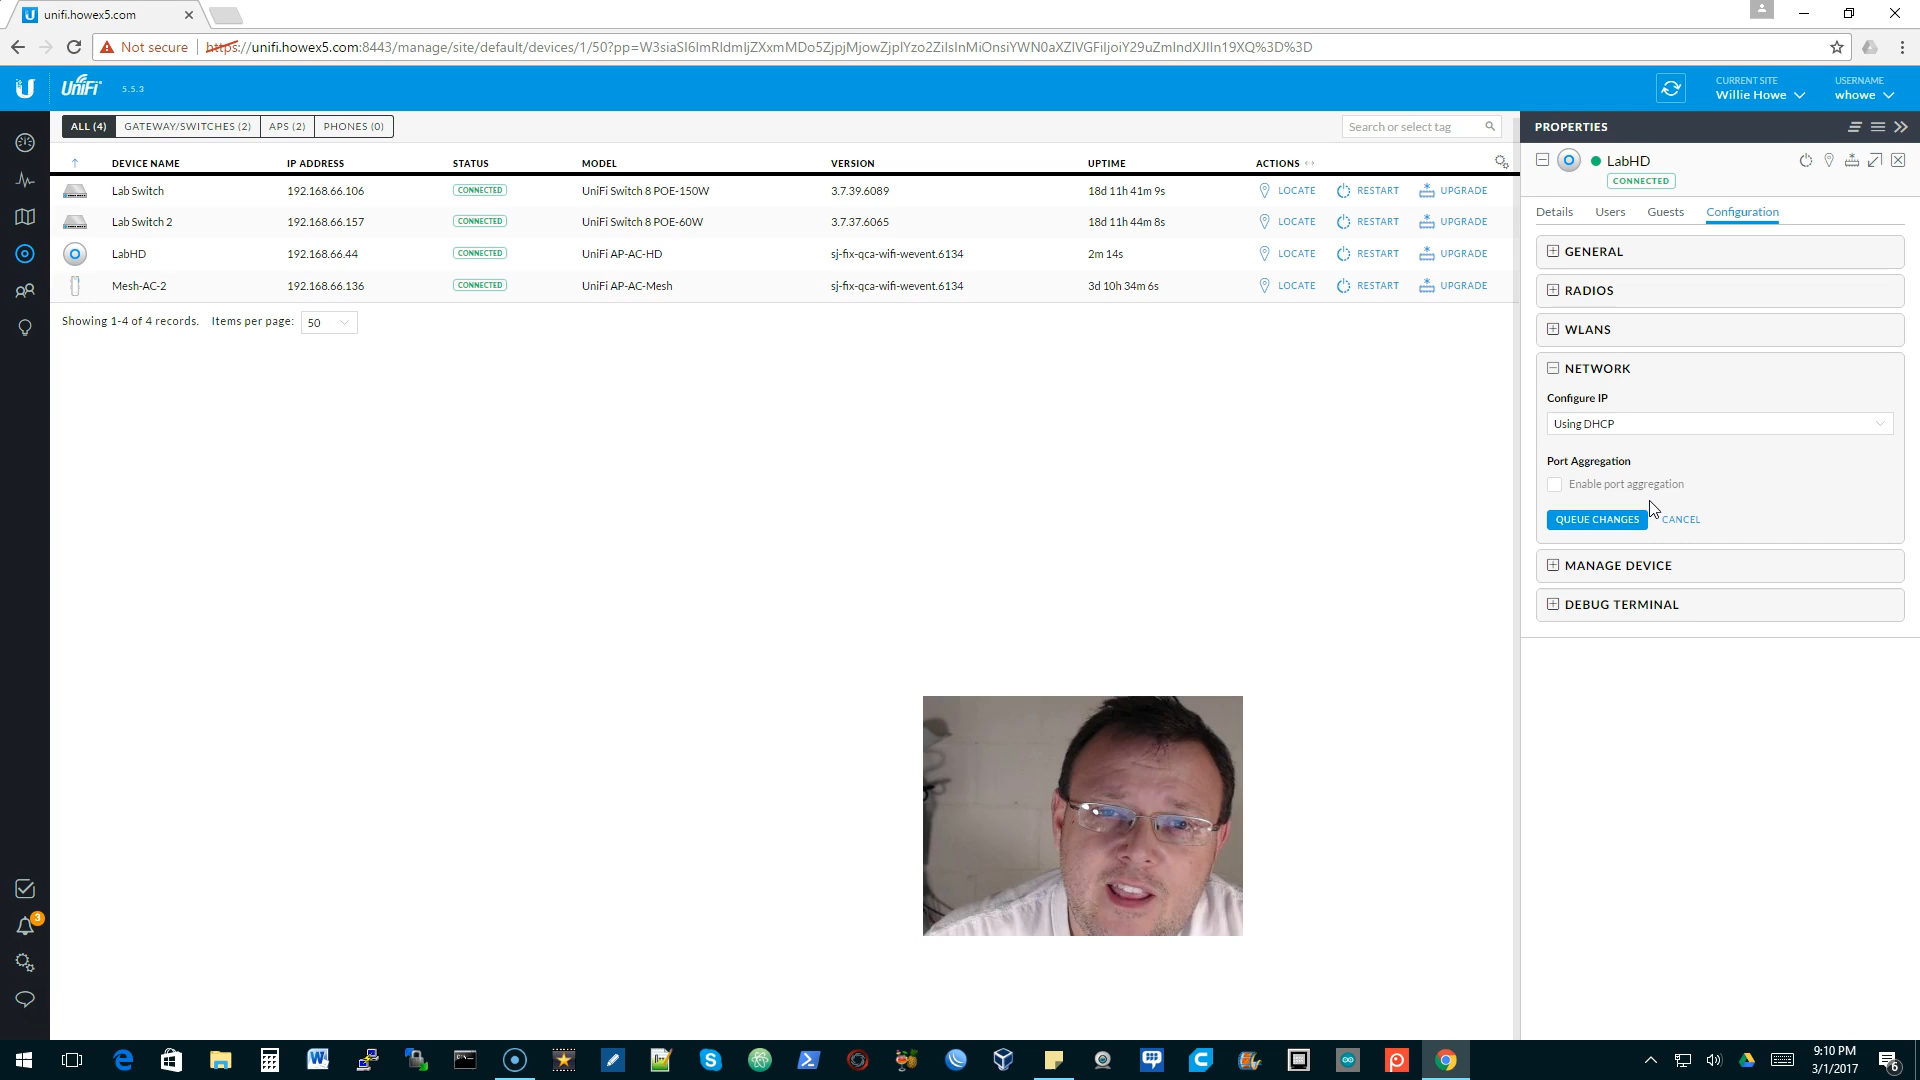 unifi.howex5.com
Not secure https://unifi.howex5.com:8443/manage/site/default/devices/1/50?pp=
UniFi 5.5.3
CURRENT SITE
Willie Howe
USERNAME
whowe
ALL (4) GATEWAY/SWITCHES (2) APS (2) PHONES (0)
Search or select tag
DEVICE NAME IP ADDRESS STATUS MODEL VERSION UPTIME ACTIONS
Lab Switch 192.168.66.106 CONNECTED UniFi Switch 8 POE-150W 3.7.39.6089 18d 11h 41m 9s LOCATE RESTART UPGRADE
Lab Switch 2 192.168.66.157 CONNECTED UniFi Switch 8 POE-60W 3.7.37.6065 18d 11h 44m 8s LOCATE RESTART UPGRADE
LabHD 192.168.66.44 CONNECTED UniFi AP-AC-HD sj-fix-qca-wifi-wevent.6134 2m 14s LOCATE RESTART UPGRADE
Mesh-AC-2 192.168.66.136 CONNECTED UniFi AP-AC-Mesh sj-fix-qca-wifi-wevent.6134 3d 10h 34m 6s LOCATE RESTART UPGRADE
Showing 1-4 of 4 records. Items per page: 50
PROPERTIES
LabHD
CONNECTED
Details Users Guests Configuration
GENERAL
RADIOS
WLANS
NETWORK
Configure IP
Using DHCP
Port Aggregation
Enable port aggregation
QUEUE CHANGES CANCEL
MANAGE DEVICE
DEBUG TERMINAL
3
9:10 PM
3/1/2017
6